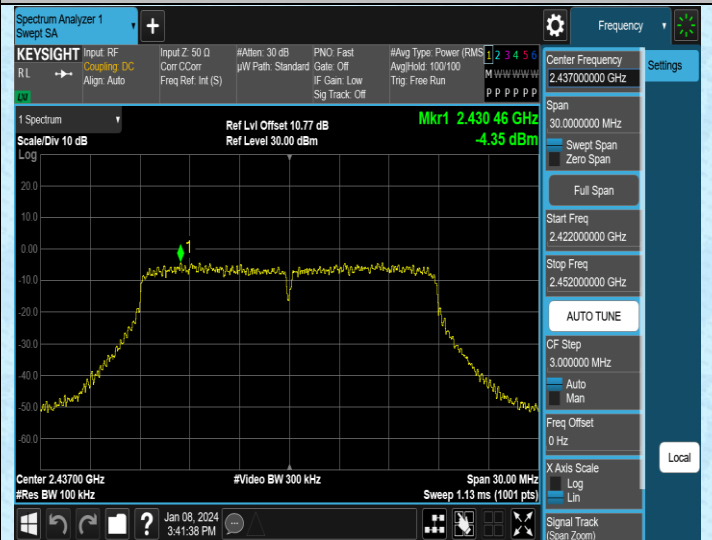 Spectrum Analyzer 1
Swept SA
+
Frequency
KEYSIGHT
RL
LXI
Input: RF
Coupling: DC
Align: Auto
Input Z: 50 Ω
Corr CCorr
Freq Ref: Int (S)
#Atten: 30 dB
µW Path: Standard
PNO: Fast
Gate: Off
IF Gain: Low
Sig Track: Off
#Avg Type: Power (RMS
Avg|Hold: 100/100
Trig: Free Run
1 2 3 4 5 6
M W W W W W
P P P P P P
1 Spectrum
Scale/Div 10 dB
Log
Ref Lvl Offset 10.77 dB
Ref Level 30.00 dBm
Mkr1 2.430 46 GHz
-4.35 dBm
20.0
10.0
0.00
-10.0
-20.0
-30.0
-40.0
-50.0
-60.0
1
Center 2.43700 GHz
#Res BW 100 kHz
#Video BW 300 kHz
Span 30.00 MHz
Sweep 1.13 ms (1001 pts)
Center Frequency
2.437000000 GHz
Settings
Span
30.0000000 MHz
Swept Span
Zero Span
Full Span
Start Freq
2.422000000 GHz
Stop Freq
2.452000000 GHz
AUTO TUNE
CF Step
3.000000 MHz
Auto
Man
Freq Offset
0 Hz
X Axis Scale
Log
Lin
Local
Signal Track
(Span Zoom)
?
Jan 08, 2024
3:41:38 PM